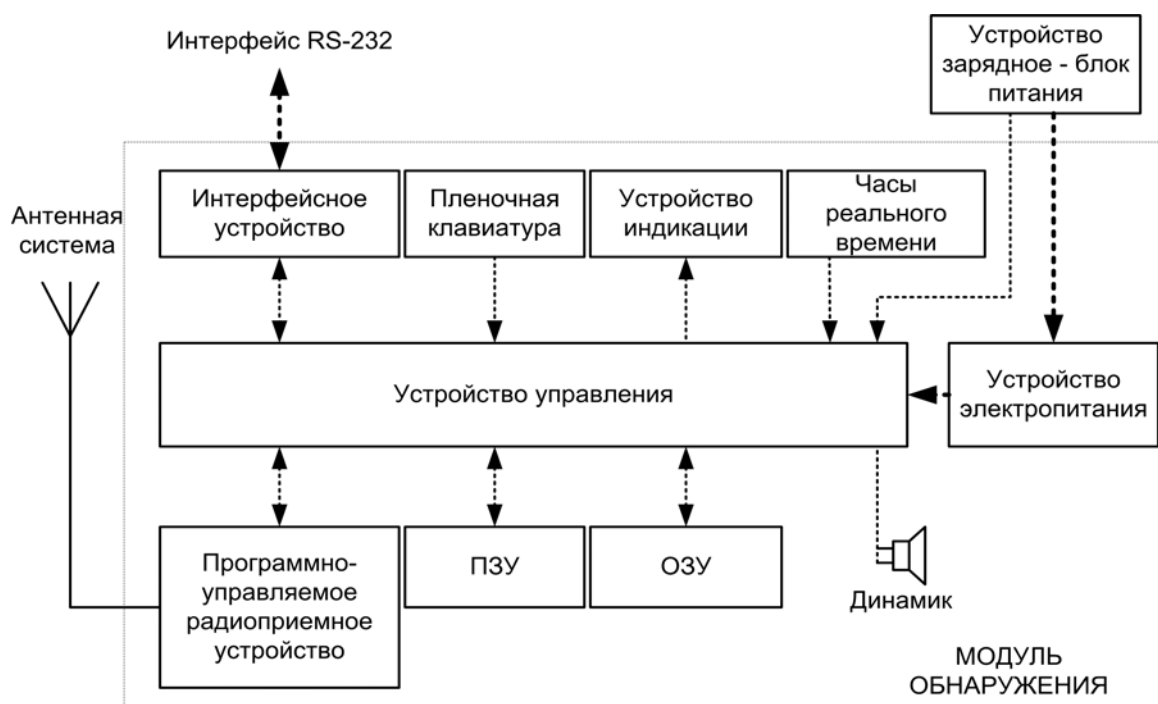 Интерфейс RS-232
Устройство
зарядное - блок
питания
Антенная
система
Интерфейсное
устройство
Пленочная
клавиатура
Устройство
индикации
Часы
реального
времени
Устройство управления
Устройство
электропитания
Программно-
управляемое
радиоприемное
устройство
ПЗУ
ОЗУ
Динамик
МОДУЛЬ
ОБНАРУЖЕНИЯ